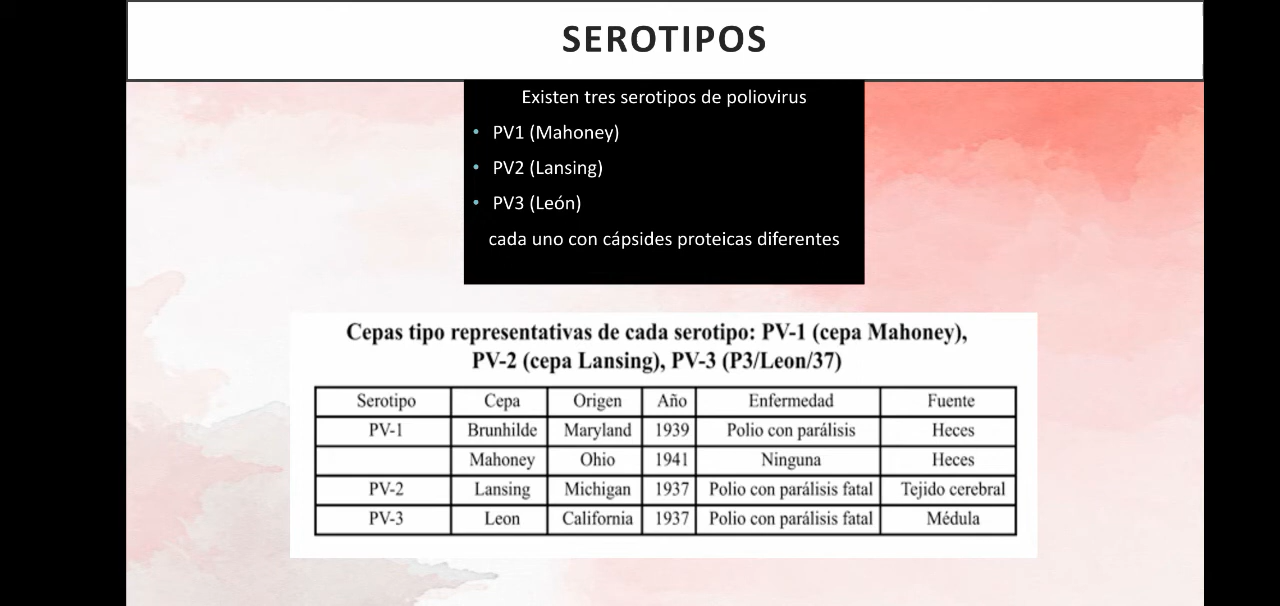 SEROTIPOS
Existen tres serotipos de poliovirus
• PV1 (Mahoney)
• PV2 (Lansing)
• PV3 (León)
cada uno con cápsides proteicas diferentes
Cepas tipo representativas de cada serotipo: PV-1 (cepa Mahoney),
PV-2 (cepa Lansing), PV-3 (P3/Leon/37)
Serotipo Cepa Origen Año Enfermedad Fuente
PV-1 Brunhilde Maryland 1939 Polio con parálisis Heces
Mahoney Ohio 1941 Ninguna Heces
PV-2 Lansing Michigan 1937 Polio con parálisis fatal Tejido cerebral
PV-3 Leon California 1937 Polio con parálisis fatal Médula